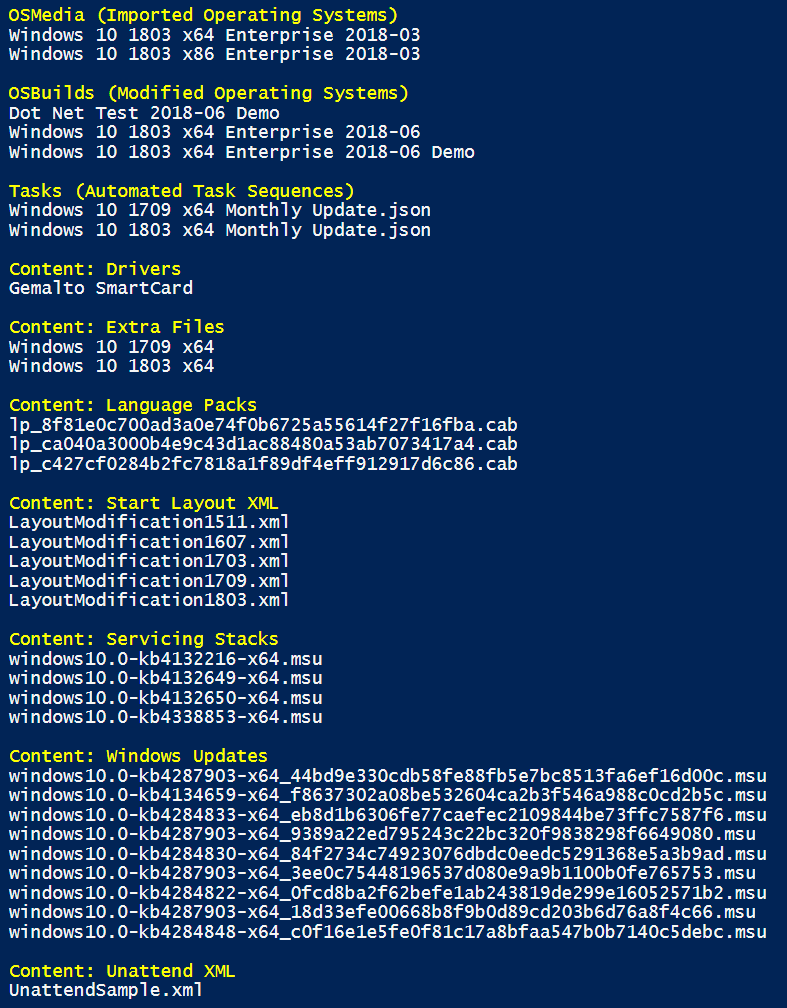 OSMedia (Imported Operating Systems)
Windows 10 1803 x64 Enterprise 2018-03
Windows 10 1803 x86 Enterprise 2018-03
OSBuilds (Modified Operating Systems)
Dot Net Test 2018-06 Demo
Windows 10 1803 x64 Enterprise 2018-06
Windows 10 1803 x64 Enterprise 2018-06 Demo
Tasks (Automated Task Sequences)
Windows 10 1709 x64 Monthly Update.json
Windows 10 1803 x64 Monthly Update.json
Content: Drivers
Gemalto SmartCard
Content: Extra Files
Windows 10 1709 x64
Windows 10 1803 x64
Content: Language Packs
lp_8f81e0c700ad3a0e74f0b6725a55614f27f16fba.cab
lp_ca040a3000b4e9c43d1ac88480a53ab7073417a4.cab
lp_c427cf0284b2fc7818a1f89df4eff912917d6c86.cab
Content: Start Layout XML
LayoutModification1511.xml
LayoutModification1607.xml
LayoutModification1703.xml
LayoutModification1709.xml
LayoutModification1803.xml
Content: Servicing Stacks
windows10.0-kb4132216-x64.msu
windows10.0-kb4132649-x64.msu
windows10.0-kb4132650-x64.msu
windows10.0-kb4338853-x64.msu
Content: Windows Updates
windows10.0-kb4287903-x64_44bd9e330cdb58fe88fb5e7bc8513fa6ef16d00c.msu
windows10.0-kb4134659-x64_f8637302a08be532604ca2b3f546a988c0cd2b5c.msu
windows10.0-kb4284833-x64_eb8d1b6306fe77caefec2109844be73ffc7587f6.msu
windows10.0-kb4287903-x64_9389a22ed795243c22bc320f9838298f6649080.msu
windows10.0-kb4284830-x64_84f2734c74923076dbdc0eedc5291368e5a3b9ad.msu
windows10.0-kb4287903-x64_3ee0c75448196537d080e9a9b1100b0fe765753.msu
windows10.0-kb4284822-x64_0fcd8ba2f62befe1ab243819de299e16052571b2.msu
windows10.0-kb4287903-x64_18d33efe00668b8f9b0d89cd203b6d76a8f4c66.msu
windows10.0-kb4284848-x64_c0f16e1e5fe0f81c17a8bfaa547b0b7140c5debc.msu
Content: Unattend XML
UnattendSample.xml